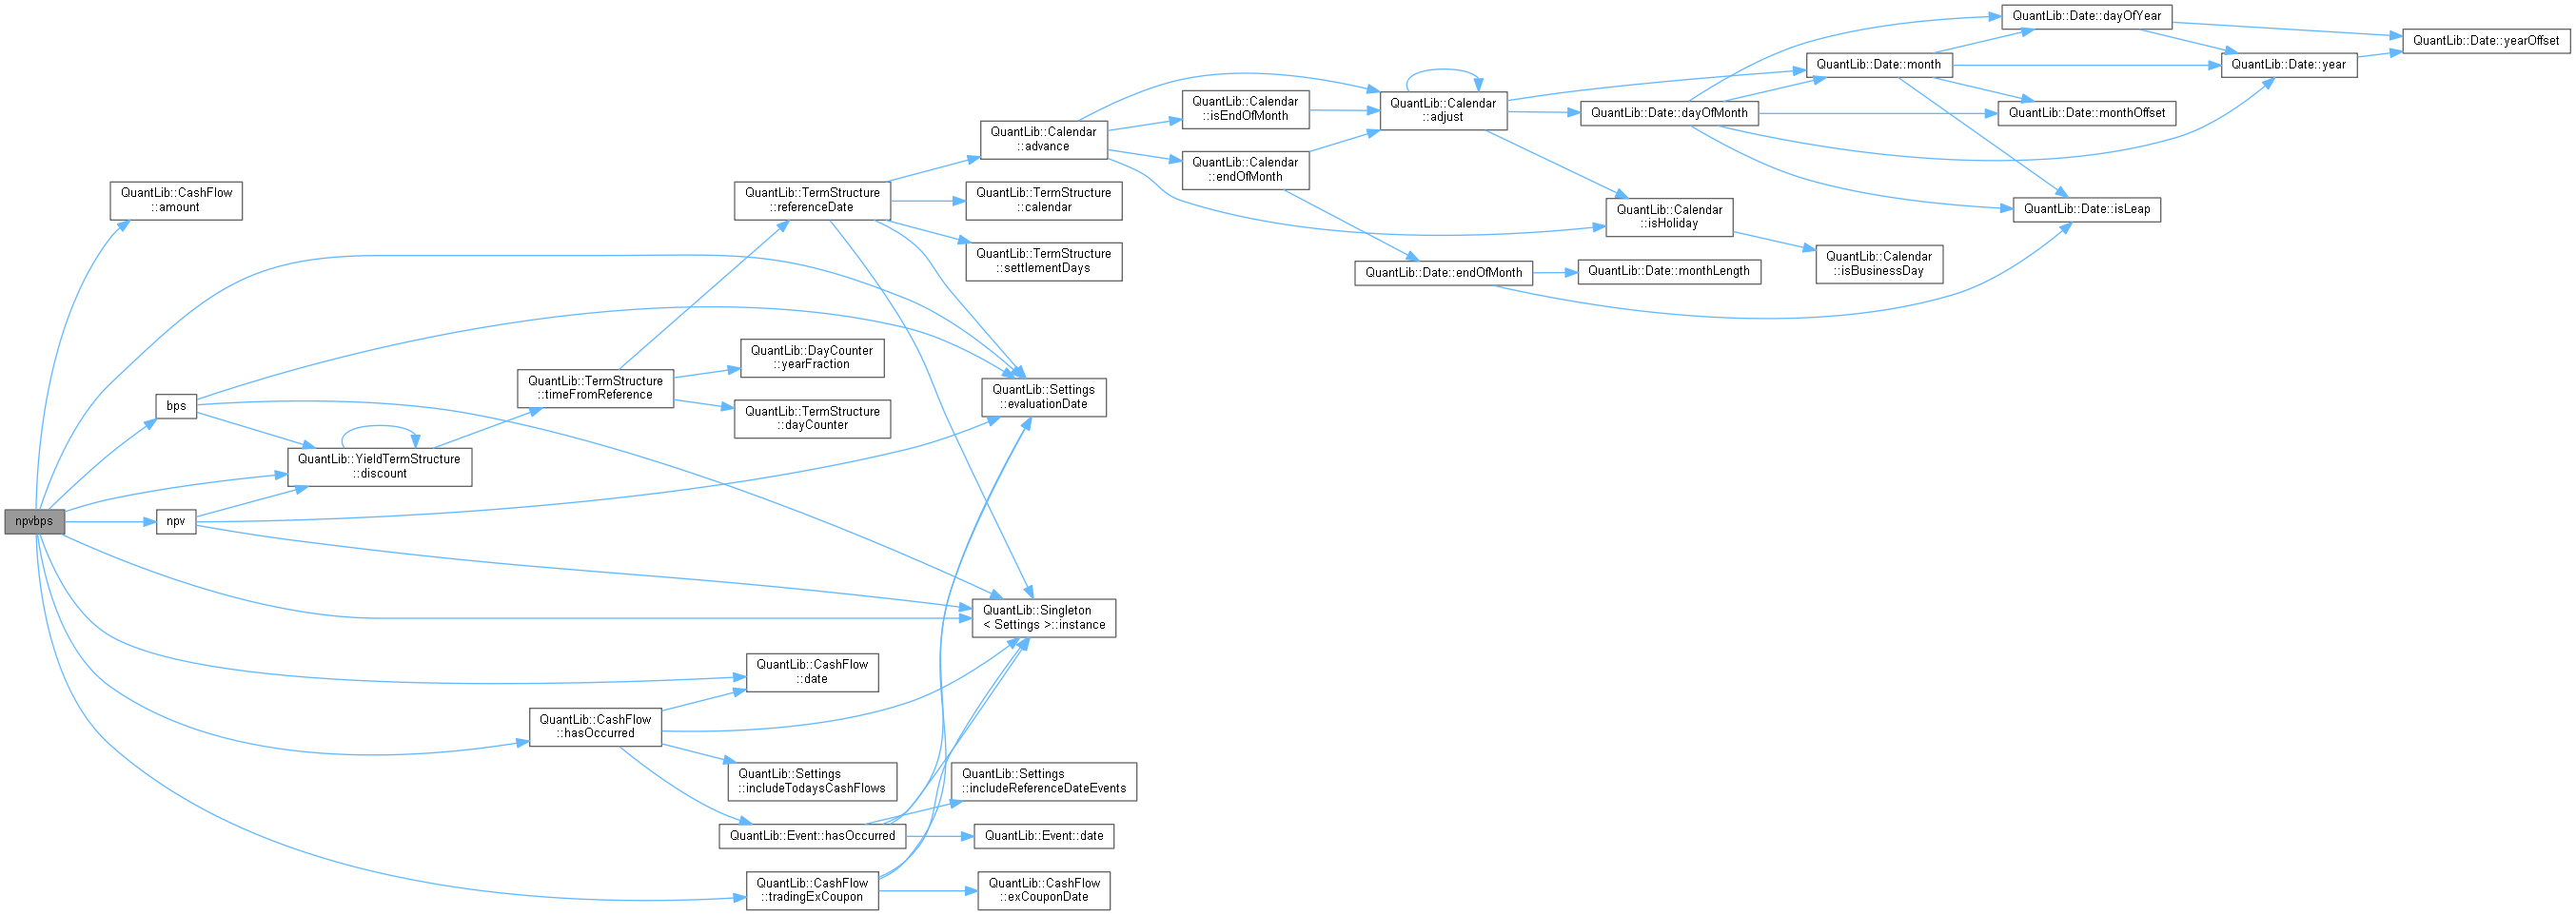 npvbps
QuantLib::CashFlow
::amount
bps
QuantLib::YieldTermStructure
::discount
npv
QuantLib::TermStructure
::timeFromReference
QuantLib::TermStructure
::referenceDate
QuantLib::DayCounter
::yearFraction
QuantLib::TermStructure
::dayCounter
QuantLib::Calendar
::advance
QuantLib::TermStructure
::calendar
QuantLib::TermStructure
::settlementDays
QuantLib::Settings
::evaluationDate
QuantLib::Singleton
< Settings >::instance
QuantLib::Calendar
::isEndOfMonth
QuantLib::Calendar
::endOfMonth
QuantLib::Calendar
::adjust
QuantLib::Date::endOfMonth
QuantLib::Date::dayOfMonth
QuantLib::Calendar
::isHoliday
QuantLib::Date::monthLength
QuantLib::Date::month
QuantLib::Calendar
::isBusinessDay
QuantLib::Date::dayOfYear
QuantLib::Date::monthOffset
QuantLib::Date::isLeap
QuantLib::Date::year
QuantLib::Date::yearOffset
QuantLib::CashFlow
::date
QuantLib::CashFlow
::hasOccurred
QuantLib::Settings
::includeTodaysCashFlows
QuantLib::Event::hasOccurred
QuantLib::Settings
::includeReferenceDateEvents
QuantLib::Event::date
QuantLib::CashFlow
::tradingExCoupon
QuantLib::CashFlow
::exCouponDate